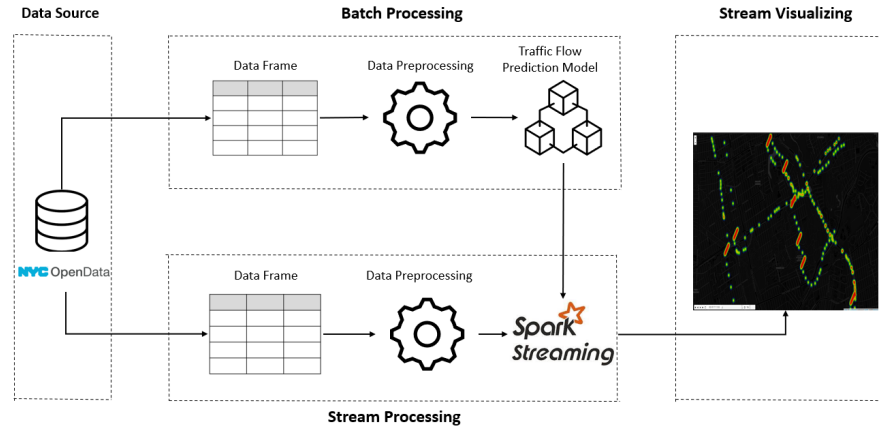 Data Source
Batch Processing
Stream Visualizing
Data Frame
Data Preprocessing
Traffic Flow
Prediction Model
NYC OpenData
Data Frame
Data Preprocessing
Spark
Streaming
Stream Processing